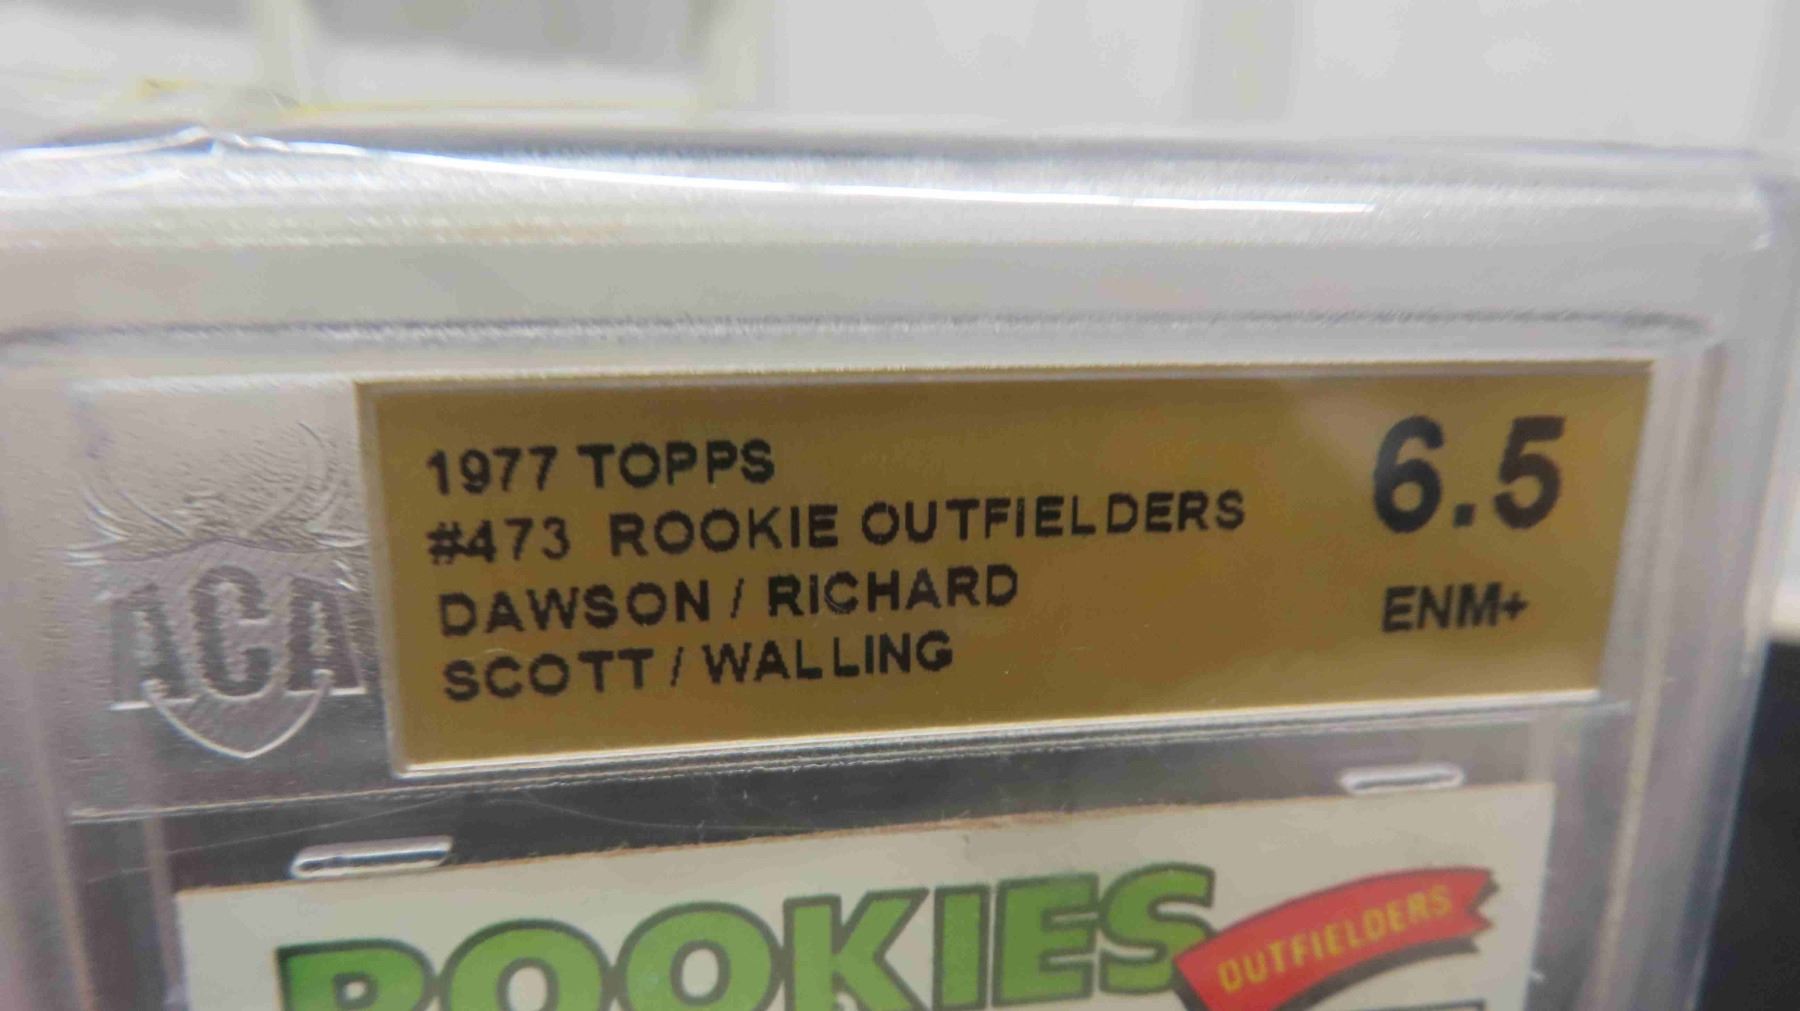 1977 TOPPS
#473 ROOKIE OUTFIELDERS
DAWSON / RICHARD
SCOTT / WALLING
6.5
ENM+
ACA
ROOKIES
OUTFIELDERS